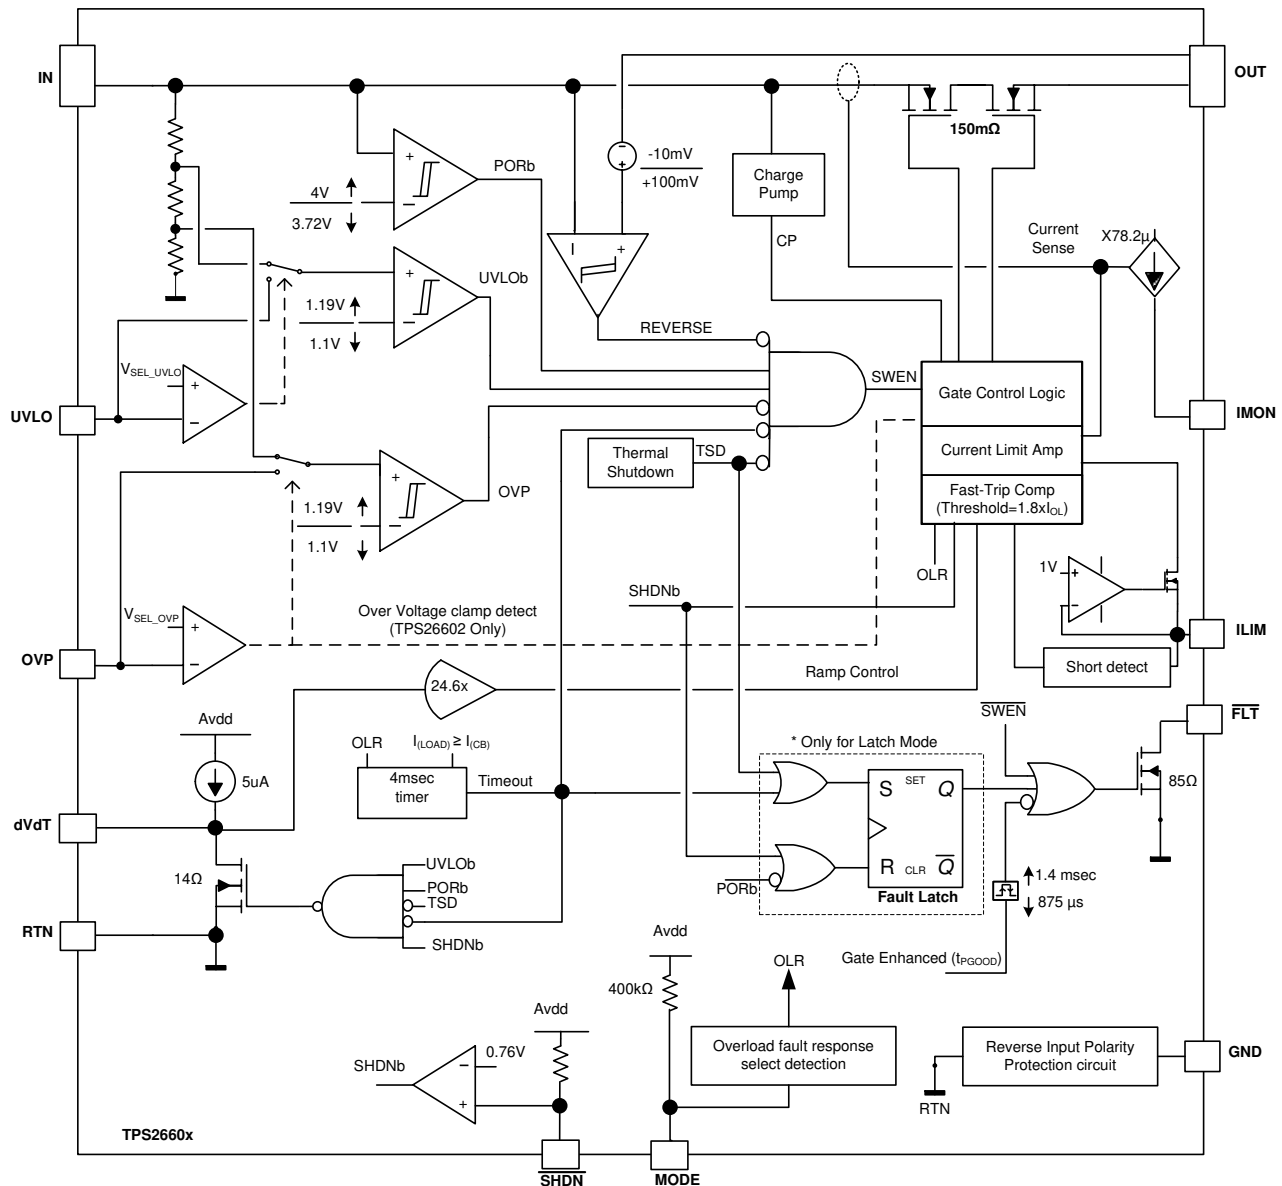 IN
OUT
150mΩ
-10mV
+100mV
PORb
4V
3.72V
Charge
Pump
CP
Current
Sense
X78.2µ
UVLOb
1.19V
1.1V
REVERSE
VSEL_UVLO
UVLO
SWEN
Gate Control Logic
IMON
Current Limit Amp
Thermal
Shutdown
TSD
Fast-Trip Comp
(Threshold=1.8xIOL)
OVP
1.19V
1.1V
OLR
1V
SHDNb
VSEL_OVP
Over Voltage clamp detect
(TPS26602 Only)
ILIM
OVP
Short detect
24.6x
Ramp Control
Avdd
SWEN
FLT
OLR
I(LOAD) ≥ I(CB)
* Only for Latch Mode
5uA
4msec
timer
Timeout
S
SET
Q
85Ω
dVdT
UVLOb
R
CLR
Q
1.4 msec
14Ω
PORb
PORb
Fault Latch
875 µs
TSD
RTN
SHDNb
Avdd
Gate Enhanced (tPGOOD)
OLR
400kΩ
Avdd
Overload fault response
select detection
Reverse Input Polarity
Protection circuit
GND
SHDNb
0.76V
RTN
TPS2660x
SHDN
MODE